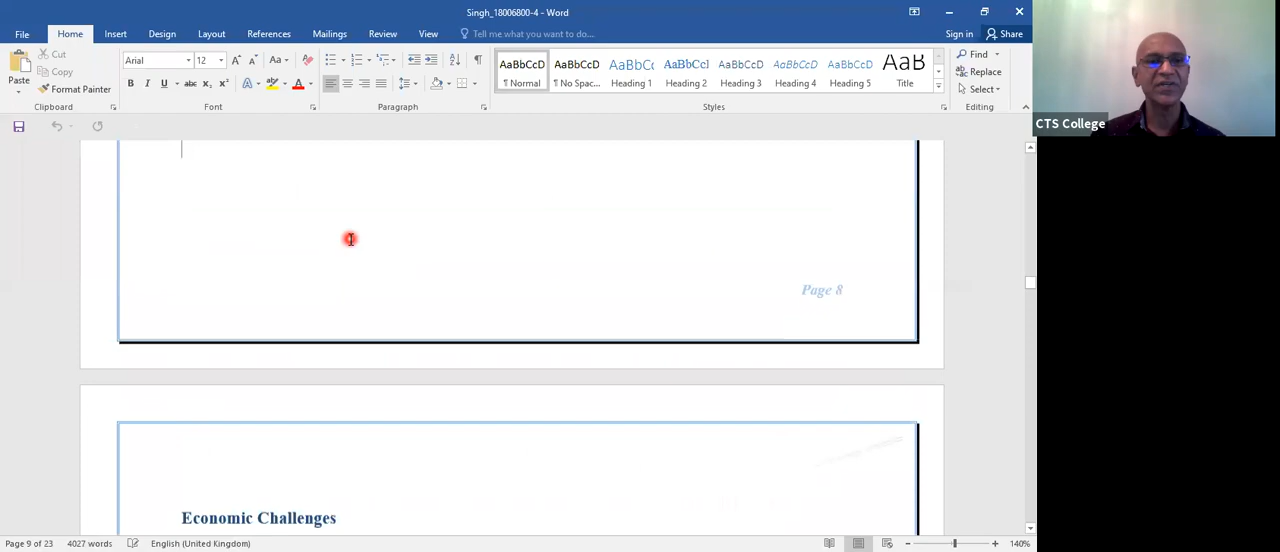 Singh_18006800-4 - Word
File Home Insert Design Layout References Mailings Review View Tell me what you want to do... Sign in Share
Paste Cut Copy Format Painter
Arial 12
AaBbCcD AaBbCcD AaBbCc AaBbCcI AaBbCcD AaBbCcD AaBbCcD AaB
¶ Normal ¶ No Spac... Heading 1 Heading 2 Heading 3 Heading 4 Heading 5 Title
Find
Replace
Select
Clipboard Font Paragraph Styles Editing
CTS College
Page 8
Economic Challenges
Page 9 of 23 4027 words English (United Kingdom) 140%